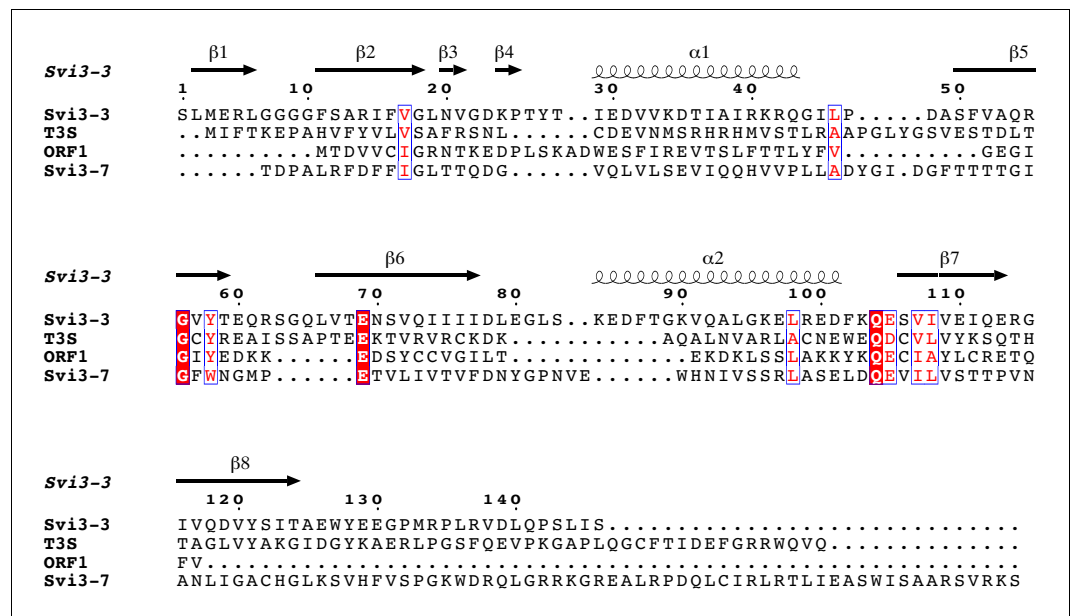 β1 β2 β3 β4 α1 β5
Svi3-3
1 10 20 30 40 50
Svi3-3 SLMERLGGGGFSARIFVGLNVGDKPTYT..IEDVVKDTIAIRKRQGILP.....DASFVAQR
T3S ..MIFTKEPAHVFYVLVSAFRSNL......CDEVNMSRHRHMVSTLRAAPGLYGSVESTDLT
ORF1 ..........MTDVVCIGRNTKEDPLSKADWESFIREVTSLFTTLYFV..........GEGI
Svi3-7 ......TDPALRFDFFIGLTTQDG......VQLVLSEVIQQHVVPLLADYGI.DGFTTTTGI
β6 α2 β7
Svi3-3
60 70 80 90 100 110
Svi3-3 GVYTEQRSGQLVTENSVQIIIIDLEGLS..KEDFTGKVQALGKELREDFKQESVIVEIQERG
T3S GCYREAISSAPTEEKTVRVRCKDK...........AQALNVARLACNEWEQDCVLVYKSQTH
ORF1 GIYEDKK......EDSYCCVGILT...........EKDKLSSLAKKYKQECIAYLCRETQ
Svi3-7 GFWNGMP......ETVLIVTVFDNYGPNVE......WHNIVSSRLASELDQEVILVSTTPVN
β8
Svi3-3
120 130 140
Svi3-3 IVQDVYSITAEWYEEGPMRPLRVDLQPSLIS..............................
T3S TAGLVYAKGIDGYKAERLPGSFQEVPKGAPLQGCFTIDEFGRRWQVQ..............
ORF1 FV...........................................................
Svi3-7 ANLIGACHGLKSVHFVSPGKWDRQLGRRKGREALRPDQLCIRLRTLIEASWISAARSVRKS